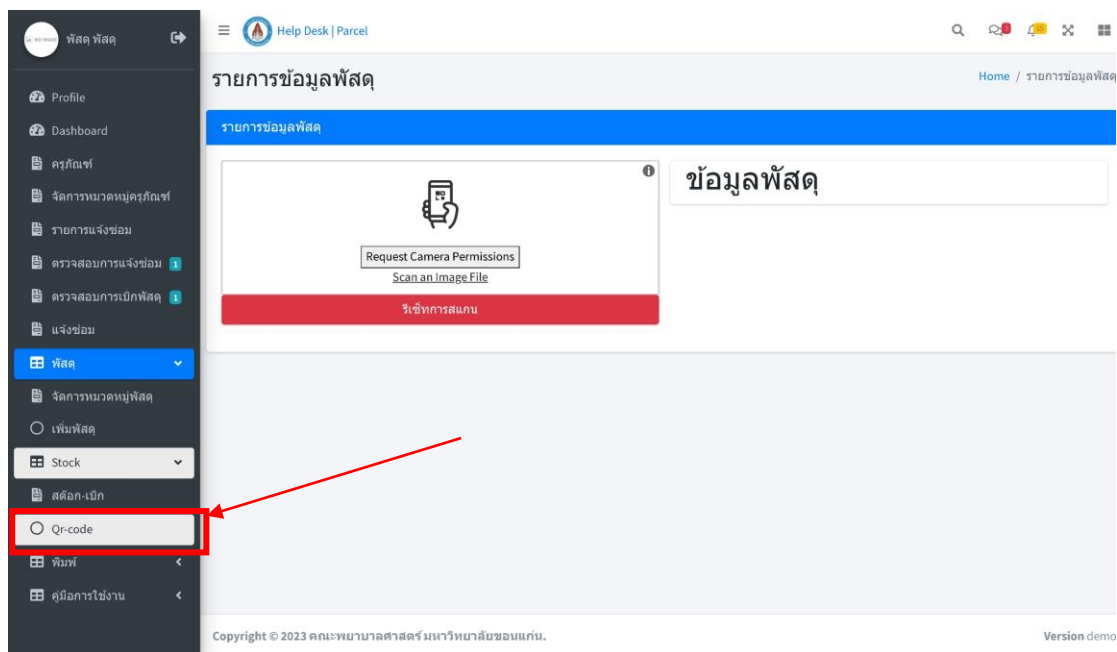 พัสดุ พัสดุ
Profile
Dashboard
ครุภัณฑ์
จัดการหมวดหมู่ครุภัณฑ์
รายการแจ้งซ่อม
ตรวจสอบการแจ้งซ่อม 1
ตรวจสอบการเบิกพัสดุ 1
แจ้งซ่อม
พัสดุ
จัดการหมวดหมู่พัสดุ
เพิ่มพัสดุ
Stock
สต๊อก-เบิก
Qr-code
พิมพ์
คู่มือการใช้งาน
Help Desk | Parcel
15
รายการข้อมูลพัสดุ
Home / รายการข้อมูลพัสดุ
รายการข้อมูลพัสดุ
Request Camera Permissions
Scan an Image File
รีเซ็ทการสแกน
ข้อมูลพัสดุ
Copyright © 2023 คณะพยาบาลศาสตร์ มหาวิทยาลัยขอนแก่น.
Version demo